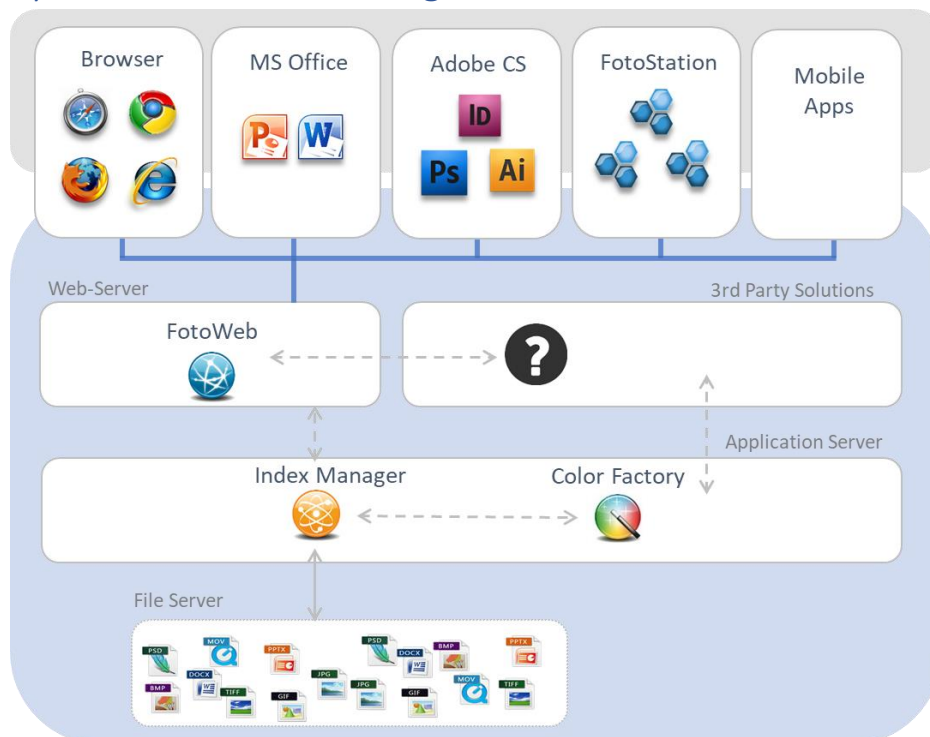 Browser
MS Office
Adobe CS
FotoStation
Mobile
Apps
P
W
ID
Ps
Ai
Web-Server
3rd Party Solutions
FotoWeb
?
Application Server
Index Manager
Color Factory
File Server
PSD
MOV
PPTX
PSD
DOCX
BMP
PPTX
BMP
DOCX
TIFF
GIF
JPG
JPG
GIF
MOV
TIFF